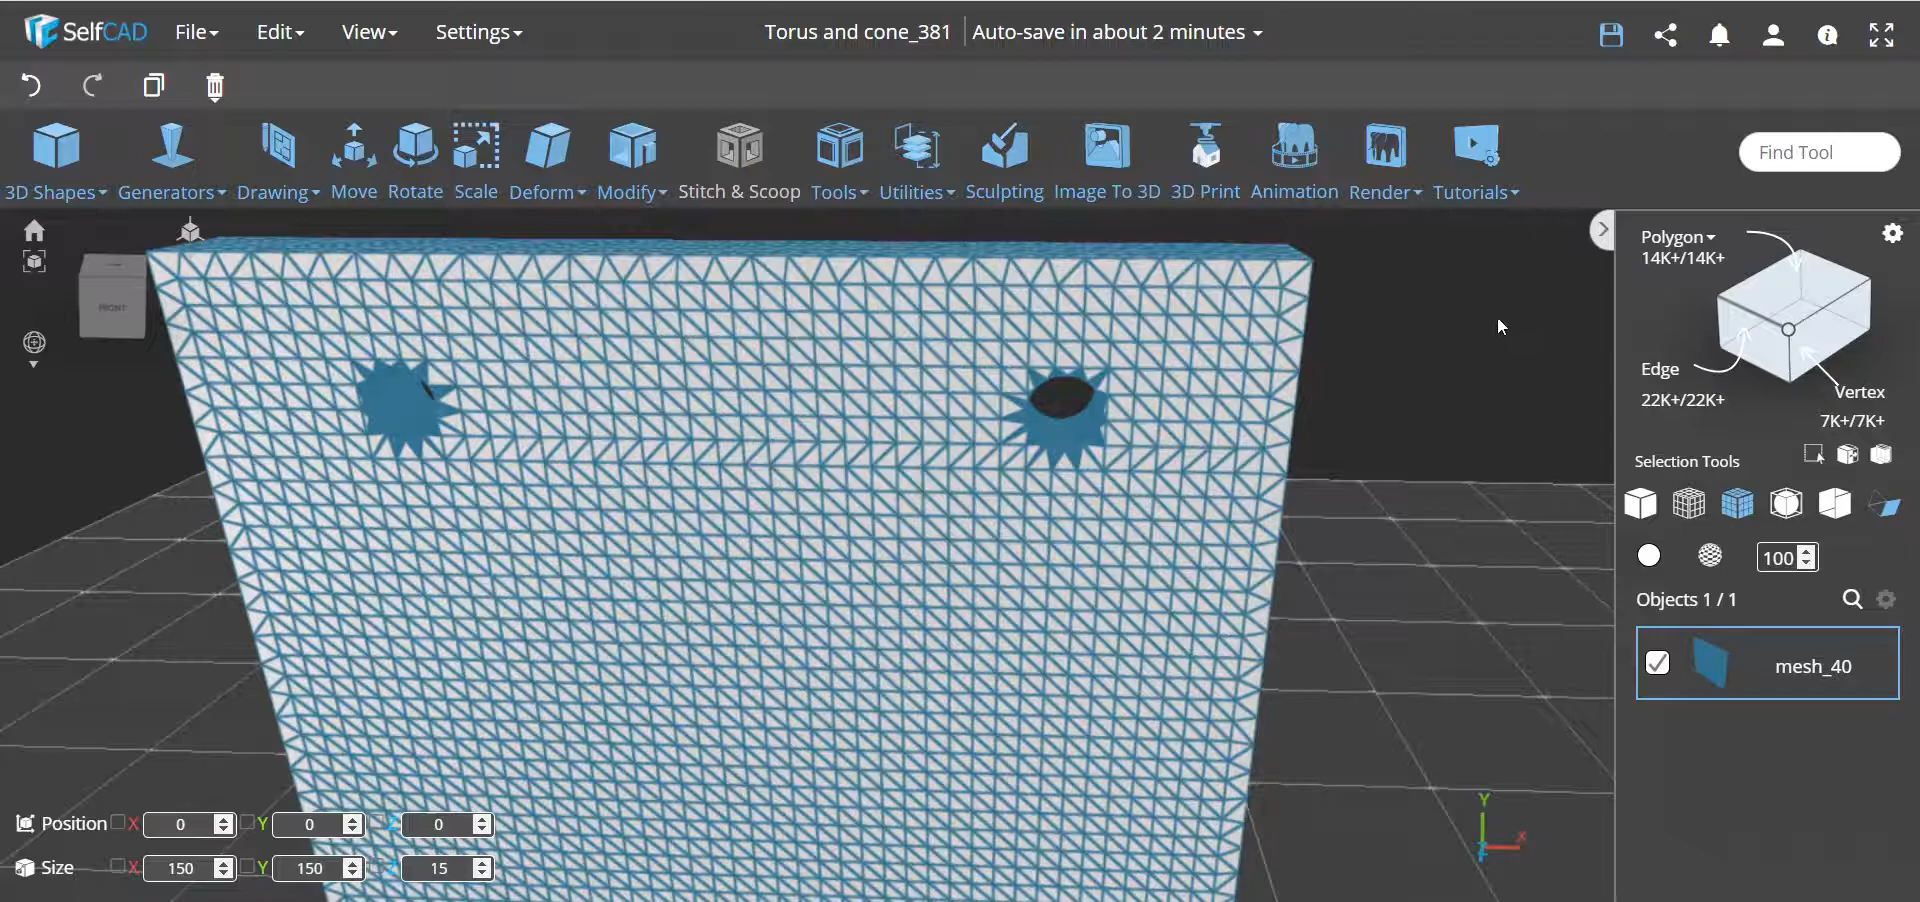 SelfCAD File Edit View Settings Torus and cone_381 Auto-save in about 2 minutes
3D Shapes Generators Drawing Move Rotate Scale Deform Modify Stitch & Scoop Tools Utilities Sculpting Image To 3D 3D Print Animation Render Tutorials Find Tool
FRONT
Polygon
14K+/14K+
Edge
22K+/22K+
Vertex
7K+/7K+
Selection Tools
100
Objects 1 / 1
mesh_40
Position X 0 Y 0 Z 0
Size X 150 Y 150 Z 15
Y
X
Z